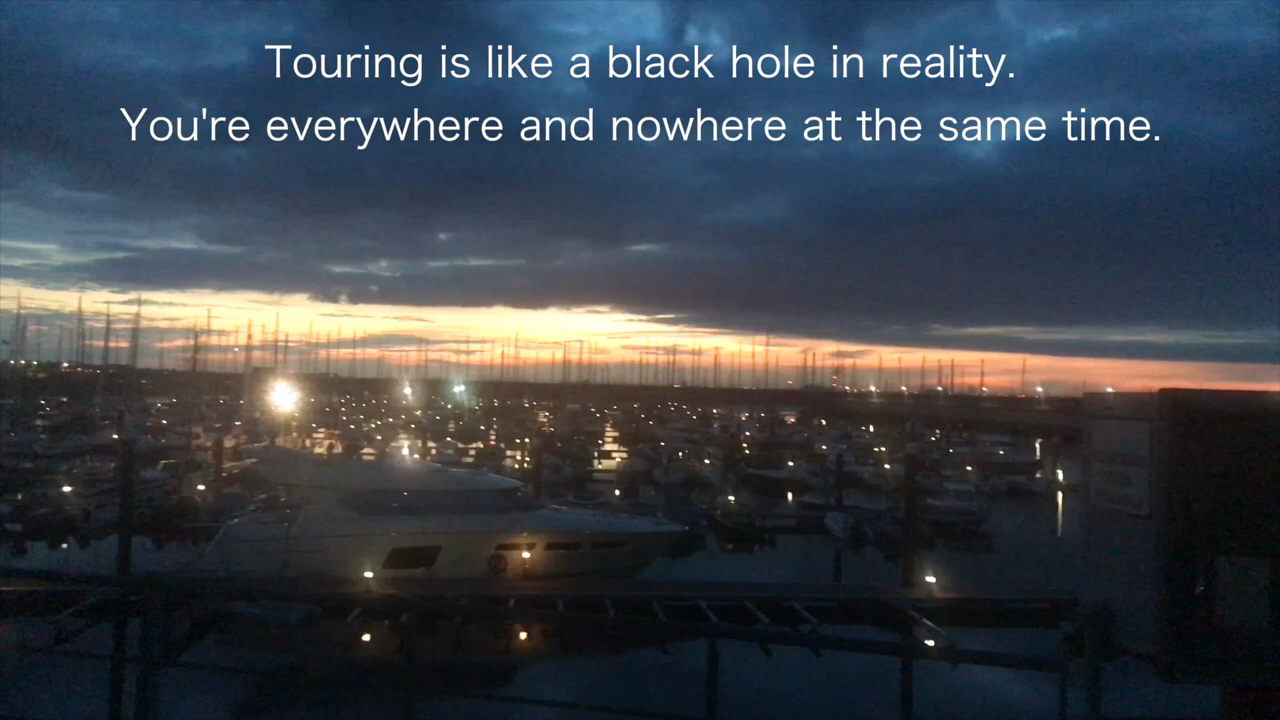 Touring is like a black hole in reality.
You're everywhere and nowhere at the same time.